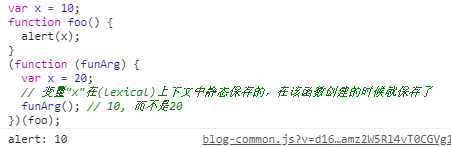 var x = 10;
function foo() {
  alert(x);
}
(function (funArg) {
  var x = 20;
  // 变量"x"在(lexical)上下文中静态保存的，在该函数创建的时候就保存了
  funArg(); // 10, 而不是20
})(foo);
alert: 10 blog-common.js?v=d16…amz2W5Rl4vT0CGVg1